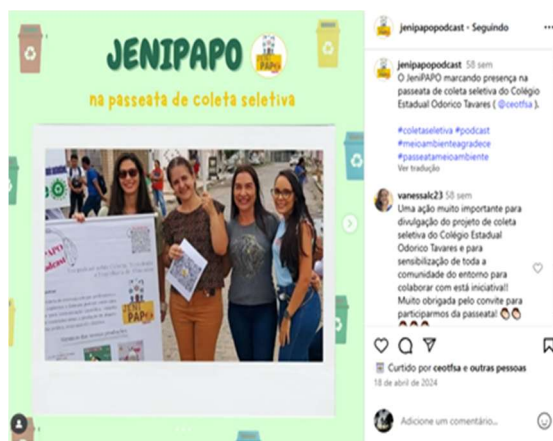 JENIPAPO
na passeata de coleta seletiva
JENIPAPO
jenipapopodcast • Seguindo
jenipapopodcast 58 sem
O JeniPAPO marcando presença na
passeata de coleta seletiva do Colégio
Estadual Odorico Tavares ( @ceotfsa ).
#coletaseletiva #podcast
#meioambienteagradece
#passeatameioambiente
Ver tradução
vanessalc23 58 sem
Uma ação muito importante para
divulgação do projeto de coleta
seletiva do Colégio Estadual
Odorico Tavares e para
sensibilização de toda a
comunidade do entorno para
colaborar com está iniciativa!!
Muito obrigada pelo convite para
participarmos da passeata!
Curtido por ceotfsa e outras pessoas
18 de abril de 2024
Adicione um comentário...